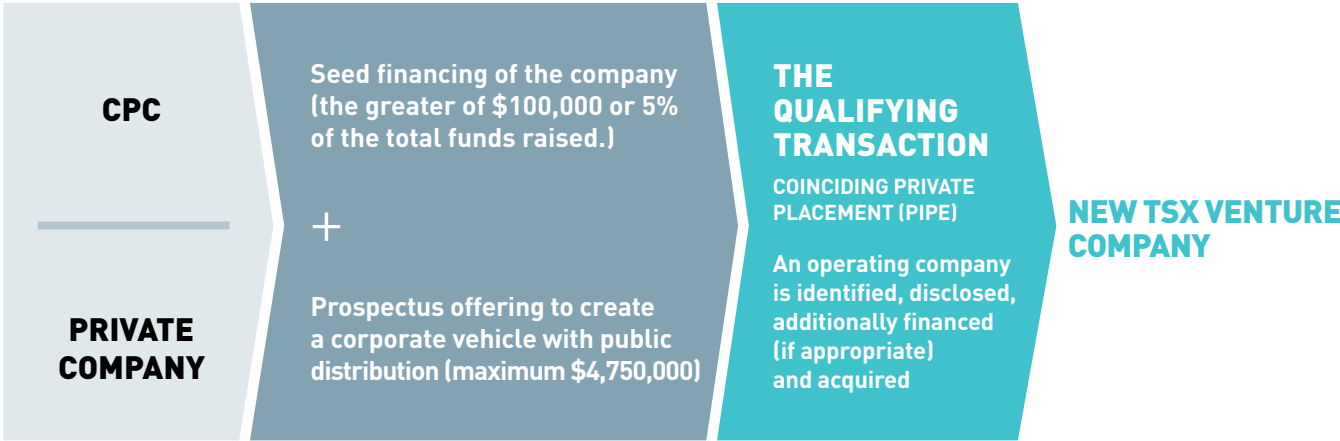 CPC
PRIVATE
COMPANY
Seed financing of the company
(the greater of $100,000 or 5%
of the total funds raised.)
+
Prospectus offering to create
a corporate vehicle with public
distribution (maximum $4,750,000)
THE
QUALIFYING
TRANSACTION
COINCIDING PRIVATE
PLACEMENT (PIPE)
An operating company
is identified, disclosed,
additionally financed
(if appropriate)
and acquired
NEW TSX VENTURE
COMPANY